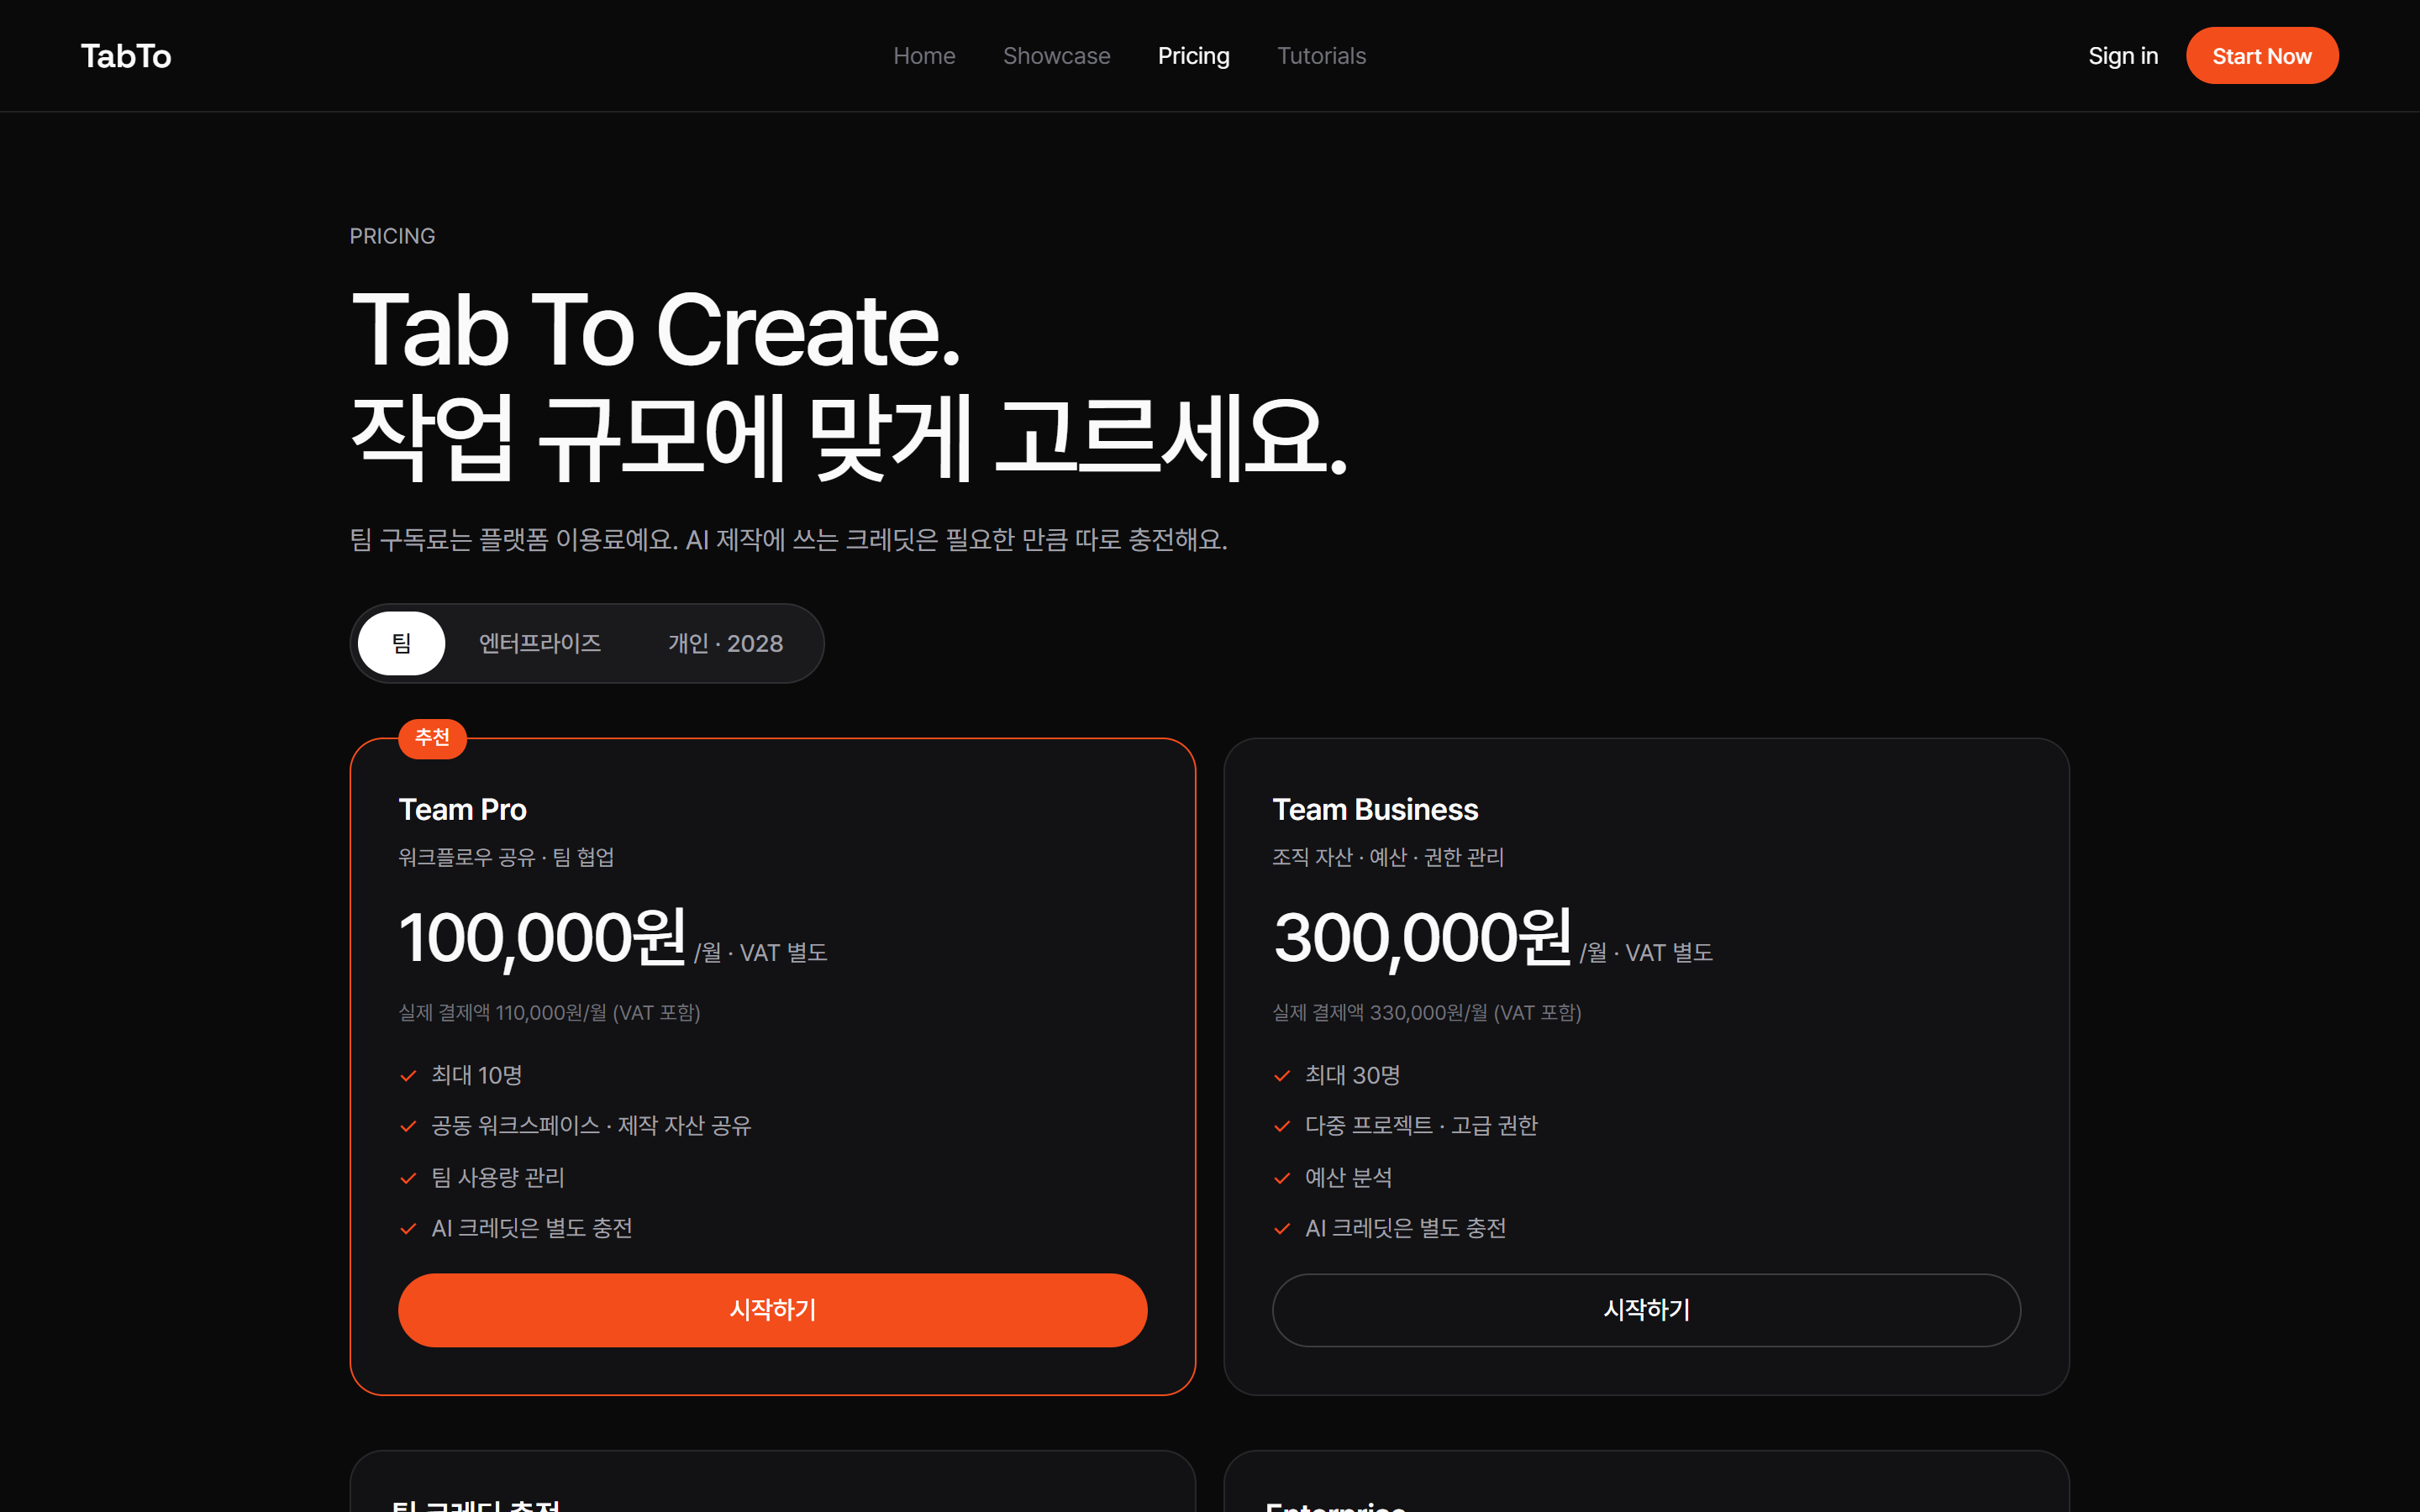 TabTo
Home Showcase Pricing Tutorials
Sign in Start Now
PRICING
Tab To Create.
작업 규모에 맞게 고르세요.
팀 구독료는 플랫폼 이용료예요. AI 제작에 쓰는 크레딧은 필요한 만큼 따로 충전해요.
팀 엔터프라이즈 개인 · 2028
추천
Team Pro
워크플로우 공유 · 팀 협업
100,000원 /월 · VAT 별도
실제 결제액 110,000원/월 (VAT 포함)
최대 10명
공동 워크스페이스 · 제작 자산 공유
팀 사용량 관리
AI 크레딧은 별도 충전
시작하기
Team Business
조직 자산 · 예산 · 권한 관리
300,000원 /월 · VAT 별도
실제 결제액 330,000원/월 (VAT 포함)
최대 30명
다중 프로젝트 · 고급 권한
예산 분석
AI 크레딧은 별도 충전
시작하기
팀 크레딧 충전
Enterprise